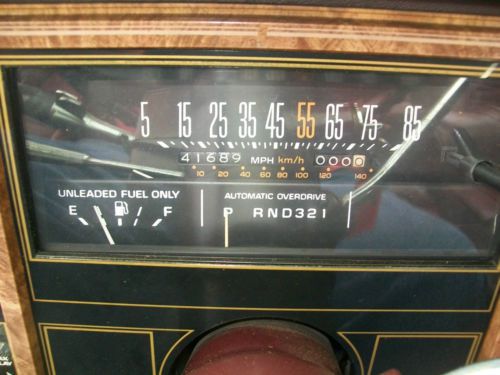 5 15 25 35 45 55 65 75 85
41689 MPH km/h 0000
10 20 40 60 80 100 120 140
UNLEADED FUEL ONLY
AUTOMATIC OVERDRIVE
E F
P RND321